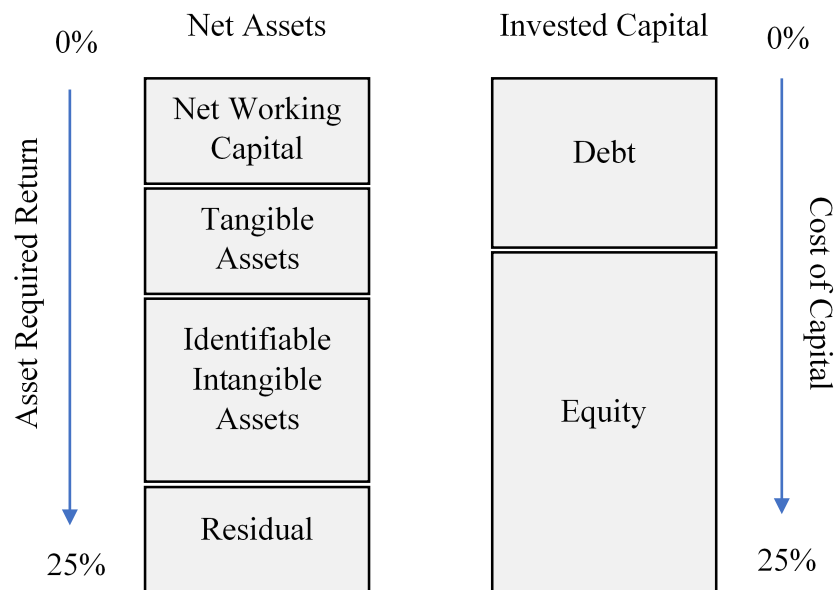 Net Assets
Invested Capital
0%
0%
Asset Required Return
Net Working
Capital
Tangible
Assets
Identifiable
Intangible
Assets
Residual
Debt
Equity
Cost of Capital
25%
25%